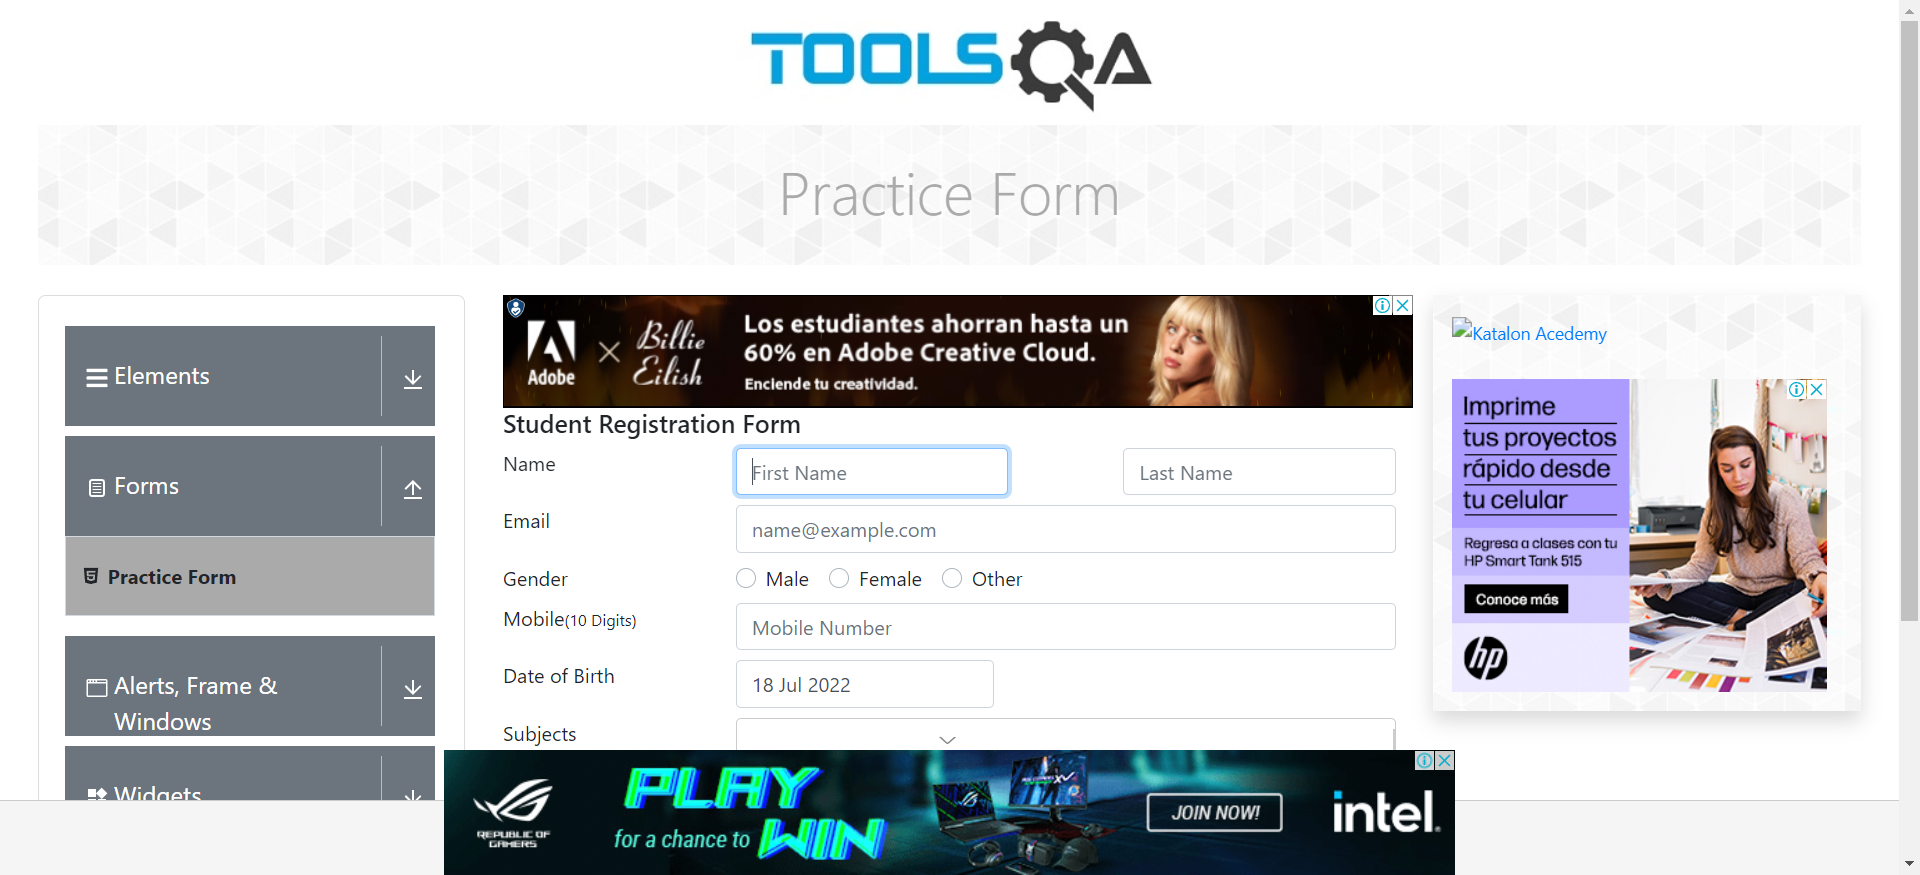 TOOLSQA
Practice Form
Elements
Forms
Practice Form
Alerts, Frame &
Windows
Widgets
Adobe
×
Billie
Eilish
Los estudiantes ahorran hasta un
60% en Adobe Creative Cloud.
Enciende tu creatividad.
Student Registration Form
Name
First Name
Last Name
Email
name@example.com
Gender
Male
Female
Other
Mobile(10 Digits)
Mobile Number
Date of Birth
18 Jul 2022
Subjects
Katalon Acedemy
Imprime
tus proyectos
rápido desde
tu celular
Regresa a clases con tu
HP Smart Tank 515
Conoce más
hp
REPUBLIC OF
GAMERS
PLAY
for a chance to WIN
JOIN NOW!
intel.